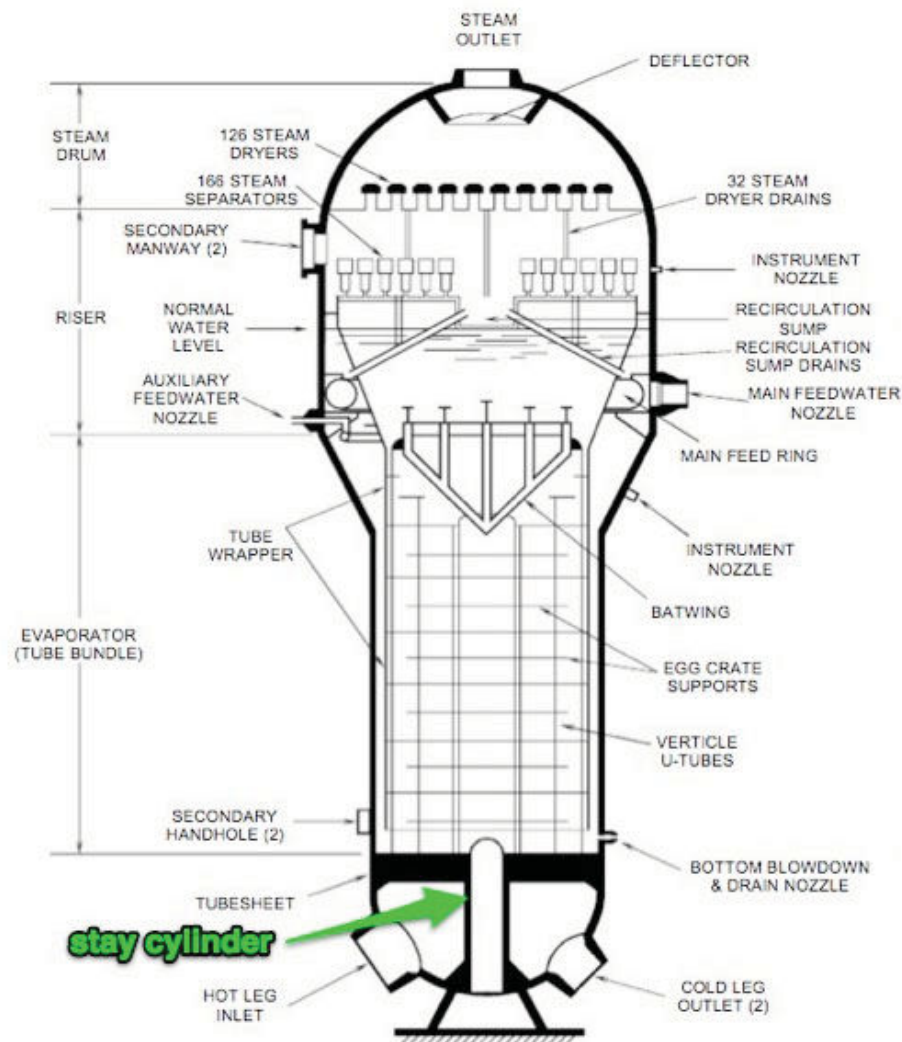 STEAM
OUTLET
DEFLECTOR
STEAM
DRUM
126 STEAM
DRYERS
166 STEAM
SEPARATORS
32 STEAM
DRYER DRAINS
SECONDARY
MANWAY (2)
INSTRUMENT
NOZZLE
RISER
NORMAL
WATER
LEVEL
RECIRCULATION
SUMP
RECIRCULATION
SUMP DRAINS
AUXILIARY
FEEDWATER
NOZZLE
MAIN FEEDWATER
NOZZLE
MAIN FEED RING
TUBE
WRAPPER
INSTRUMENT
NOZZLE
BATWING
EVAPORATOR
(TUBE BUNDLE)
EGG CRATE
SUPPORTS
VERTICLE
U-TUBES
SECONDARY
HANDHOLE (2)
BOTTOM BLOWDOWN
& DRAIN NOZZLE
TUBESHEET
stay cylinder
HOT LEG
INLET
COLD LEG
OUTLET (2)